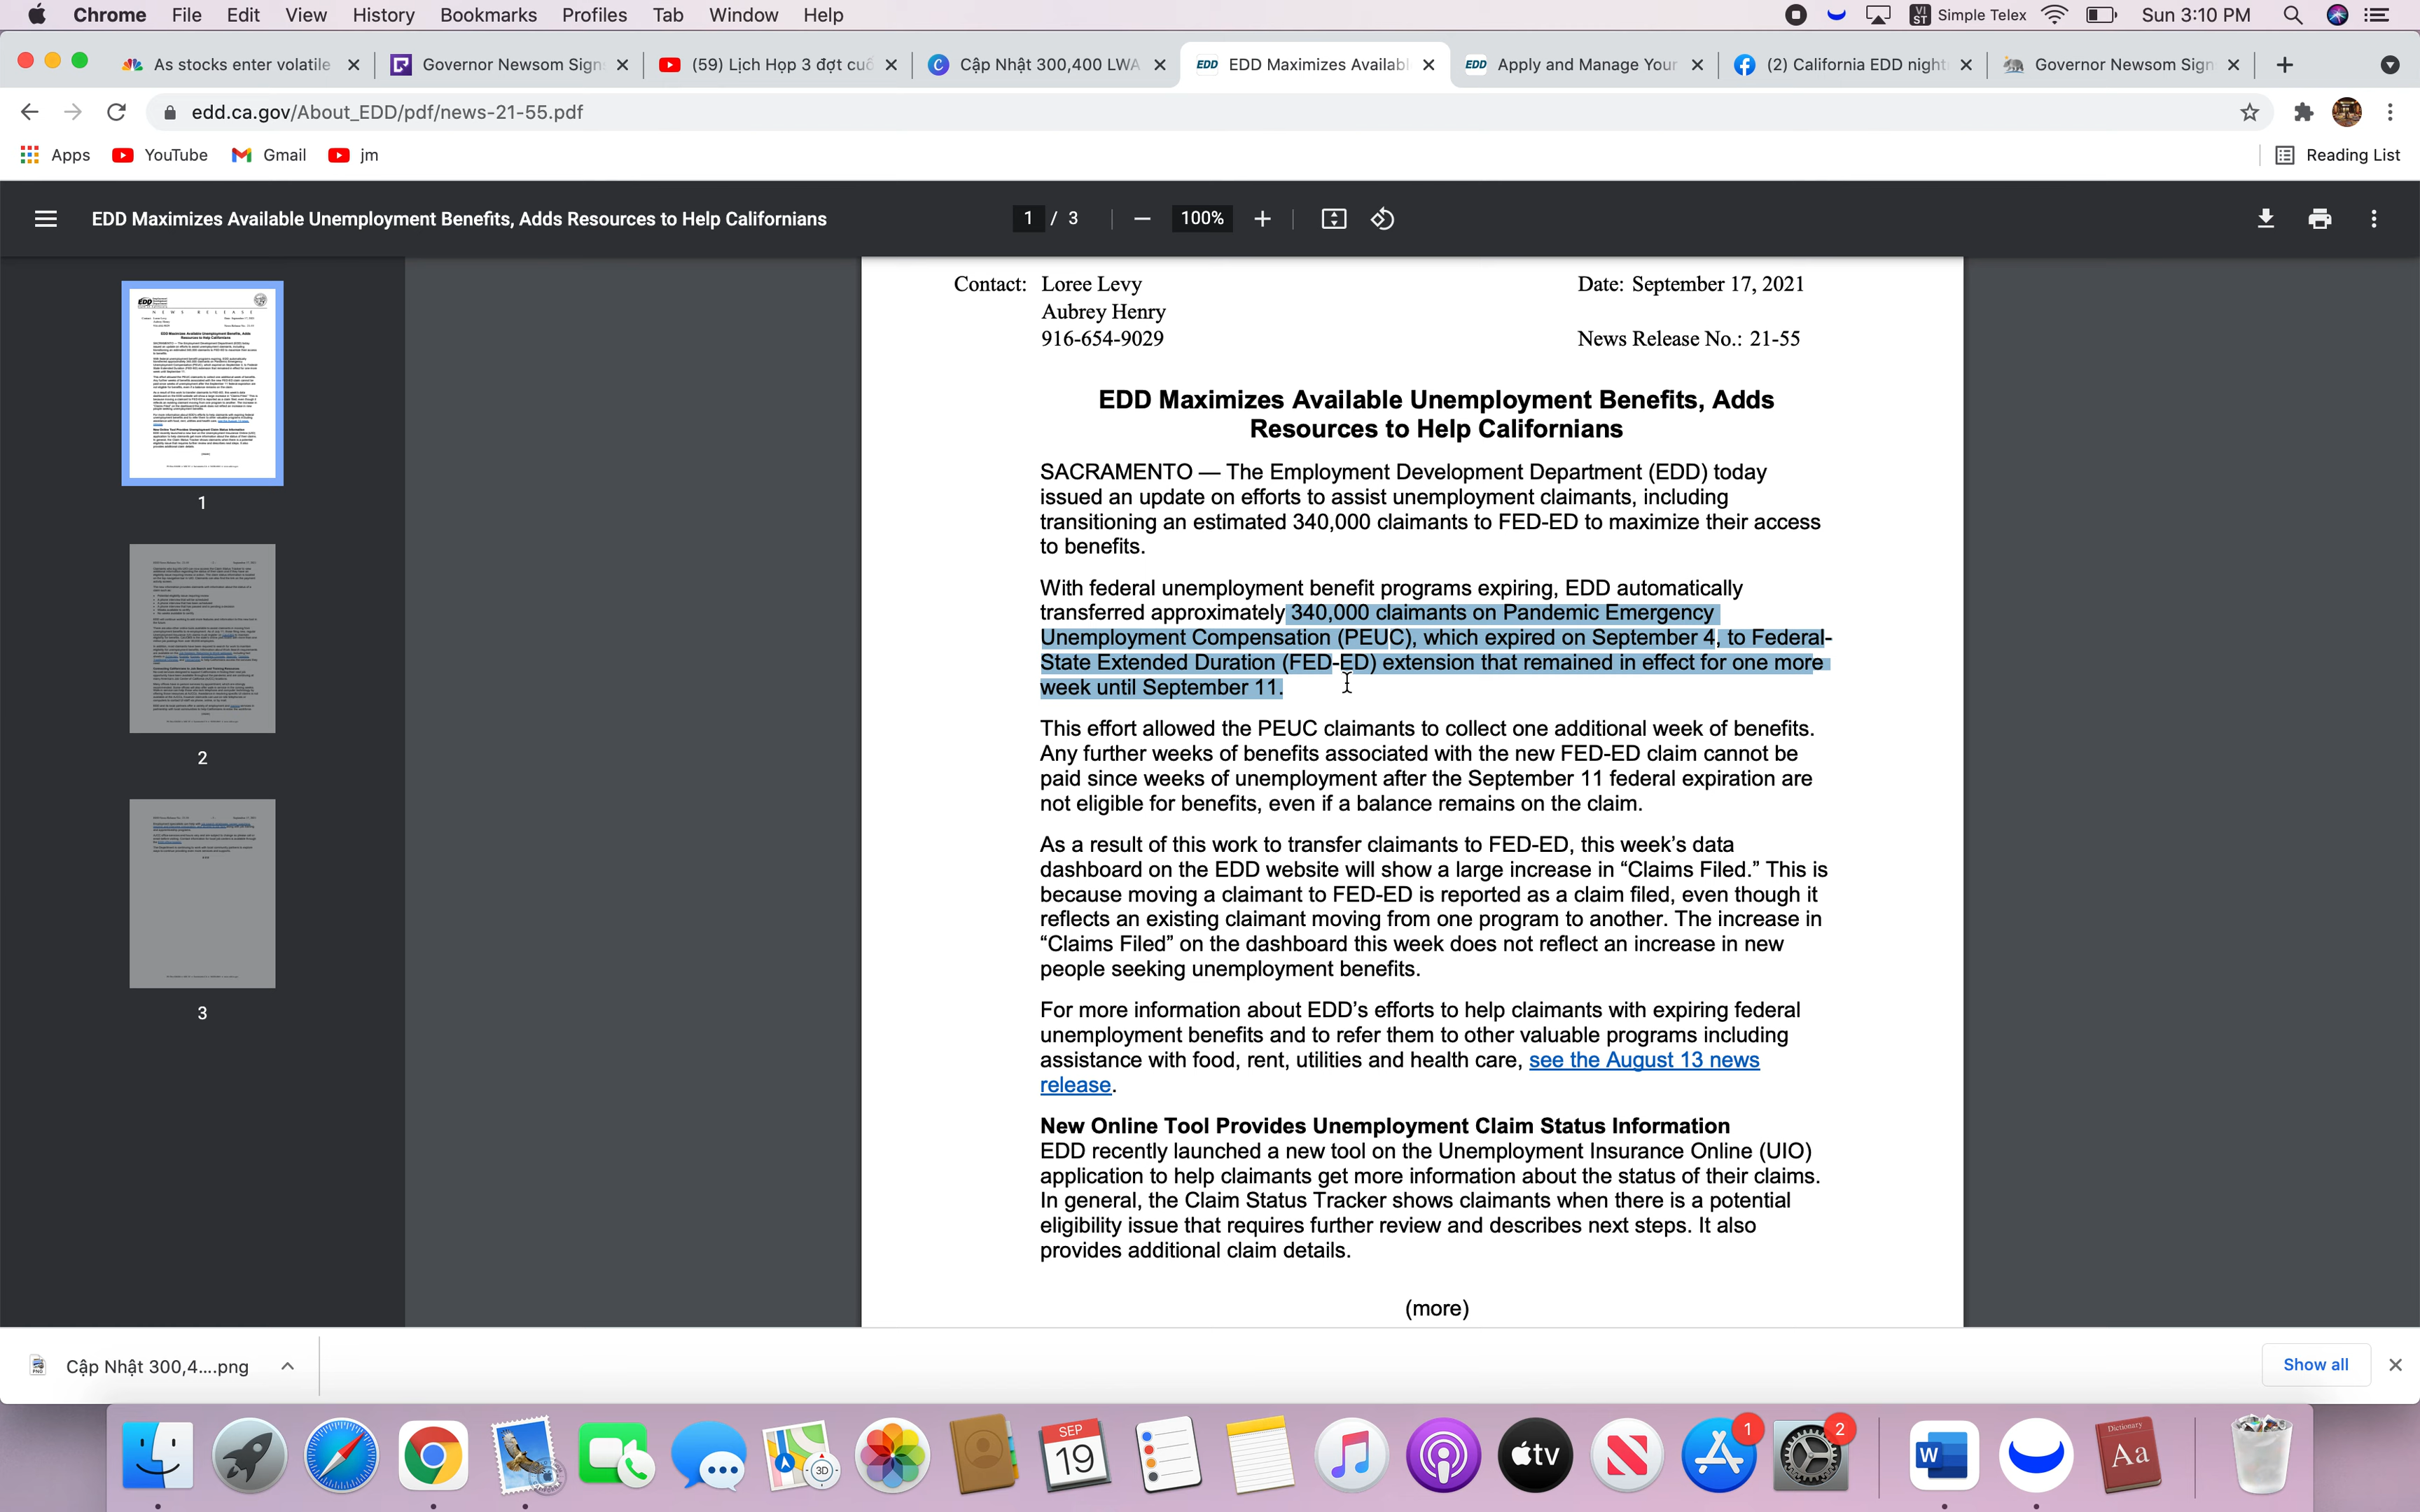 Chrome File Edit View History Bookmarks Profiles Tab Window Help
VI ST Simple Telex Sun 3:10 PM
As stocks enter volatile
Governor Newsom Sign
(59) Lịch Họp 3 đợt cuố
Cập Nhật 300,400 LWA
EDD EDD Maximizes Availabl
EDD Apply and Manage Your
(2) California EDD night
Governor Newsom Sign
edd.ca.gov/About_EDD/pdf/news-21-55.pdf
Apps YouTube Gmail jm Reading List
EDD Maximizes Available Unemployment Benefits, Adds Resources to Help Californians 1 / 3 100%
1
2
3
Contact: Loree Levy Date: September 17, 2021
Aubrey Henry
916-654-9029 News Release No.: 21-55
EDD Maximizes Available Unemployment Benefits, Adds
Resources to Help Californians
SACRAMENTO — The Employment Development Department (EDD) today
issued an update on efforts to assist unemployment claimants, including
transitioning an estimated 340,000 claimants to FED-ED to maximize their access
to benefits.
With federal unemployment benefit programs expiring, EDD automatically
transferred approximately 340,000 claimants on Pandemic Emergency
Unemployment Compensation (PEUC), which expired on September 4, to Federal-
State Extended Duration (FED-ED) extension that remained in effect for one more
week until September 11.
This effort allowed the PEUC claimants to collect one additional week of benefits.
Any further weeks of benefits associated with the new FED-ED claim cannot be
paid since weeks of unemployment after the September 11 federal expiration are
not eligible for benefits, even if a balance remains on the claim.
As a result of this work to transfer claimants to FED-ED, this week’s data
dashboard on the EDD website will show a large increase in “Claims Filed.” This is
because moving a claimant to FED-ED is reported as a claim filed, even though it
reflects an existing claimant moving from one program to another. The increase in
“Claims Filed” on the dashboard this week does not reflect an increase in new
people seeking unemployment benefits.
For more information about EDD’s efforts to help claimants with expiring federal
unemployment benefits and to refer them to other valuable programs including
assistance with food, rent, utilities and health care, see the August 13 news
release.
New Online Tool Provides Unemployment Claim Status Information
EDD recently launched a new tool on the Unemployment Insurance Online (UIO)
application to help claimants get more information about the status of their claims.
In general, the Claim Status Tracker shows claimants when there is a potential
eligibility issue that requires further review and describes next steps. It also
provides additional claim details.
(more)
Cập Nhật 300,4....png Show all
SEP
19
3D
tv
1
2
W
Dictionary
Aa